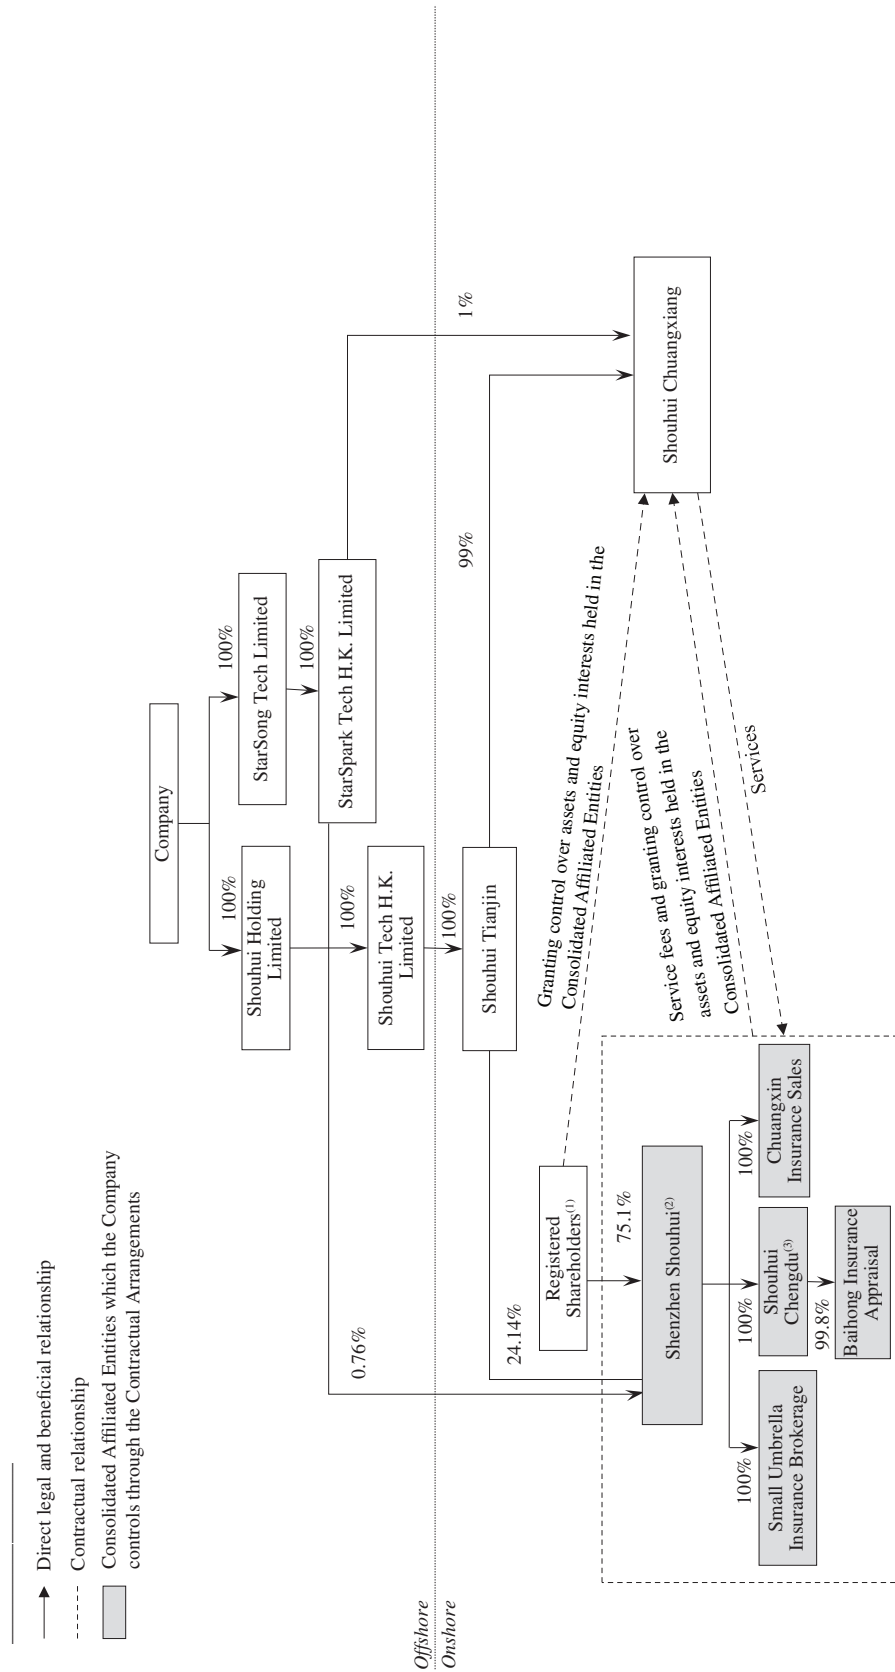 Direct legal and beneficial relationship
Contractual relationship
Consolidated Affiliated Entities which the Company
controls through the Contractual Arrangements
Company
100%
100%
Shouhui Holding
Limited
StarSong Tech Limited
100%
100%
StarSpark Tech H.K. Limited
Shouhui Tech H.K.
Limited
0.76%
Offshore
Onshore
100%
1%
Shouhui Tianjin
99%
24.14%
Registered
Shareholders(1)
Granting control over assets and equity interests held in the
Consolidated Affiliated Entities
75.1%
Shenzhen Shouhui(2)
Shouhui Chuangxiang
Service fees and granting control over
assets and equity interests held in the
Consolidated Affiliated Entities
Services
100%
100%
100%
Small Umbrella
Insurance Brokerage
Shouhui
Chengdu(3)
Chuangxin
Insurance Sales
99.8%
Baihong Insurance
Appraisal